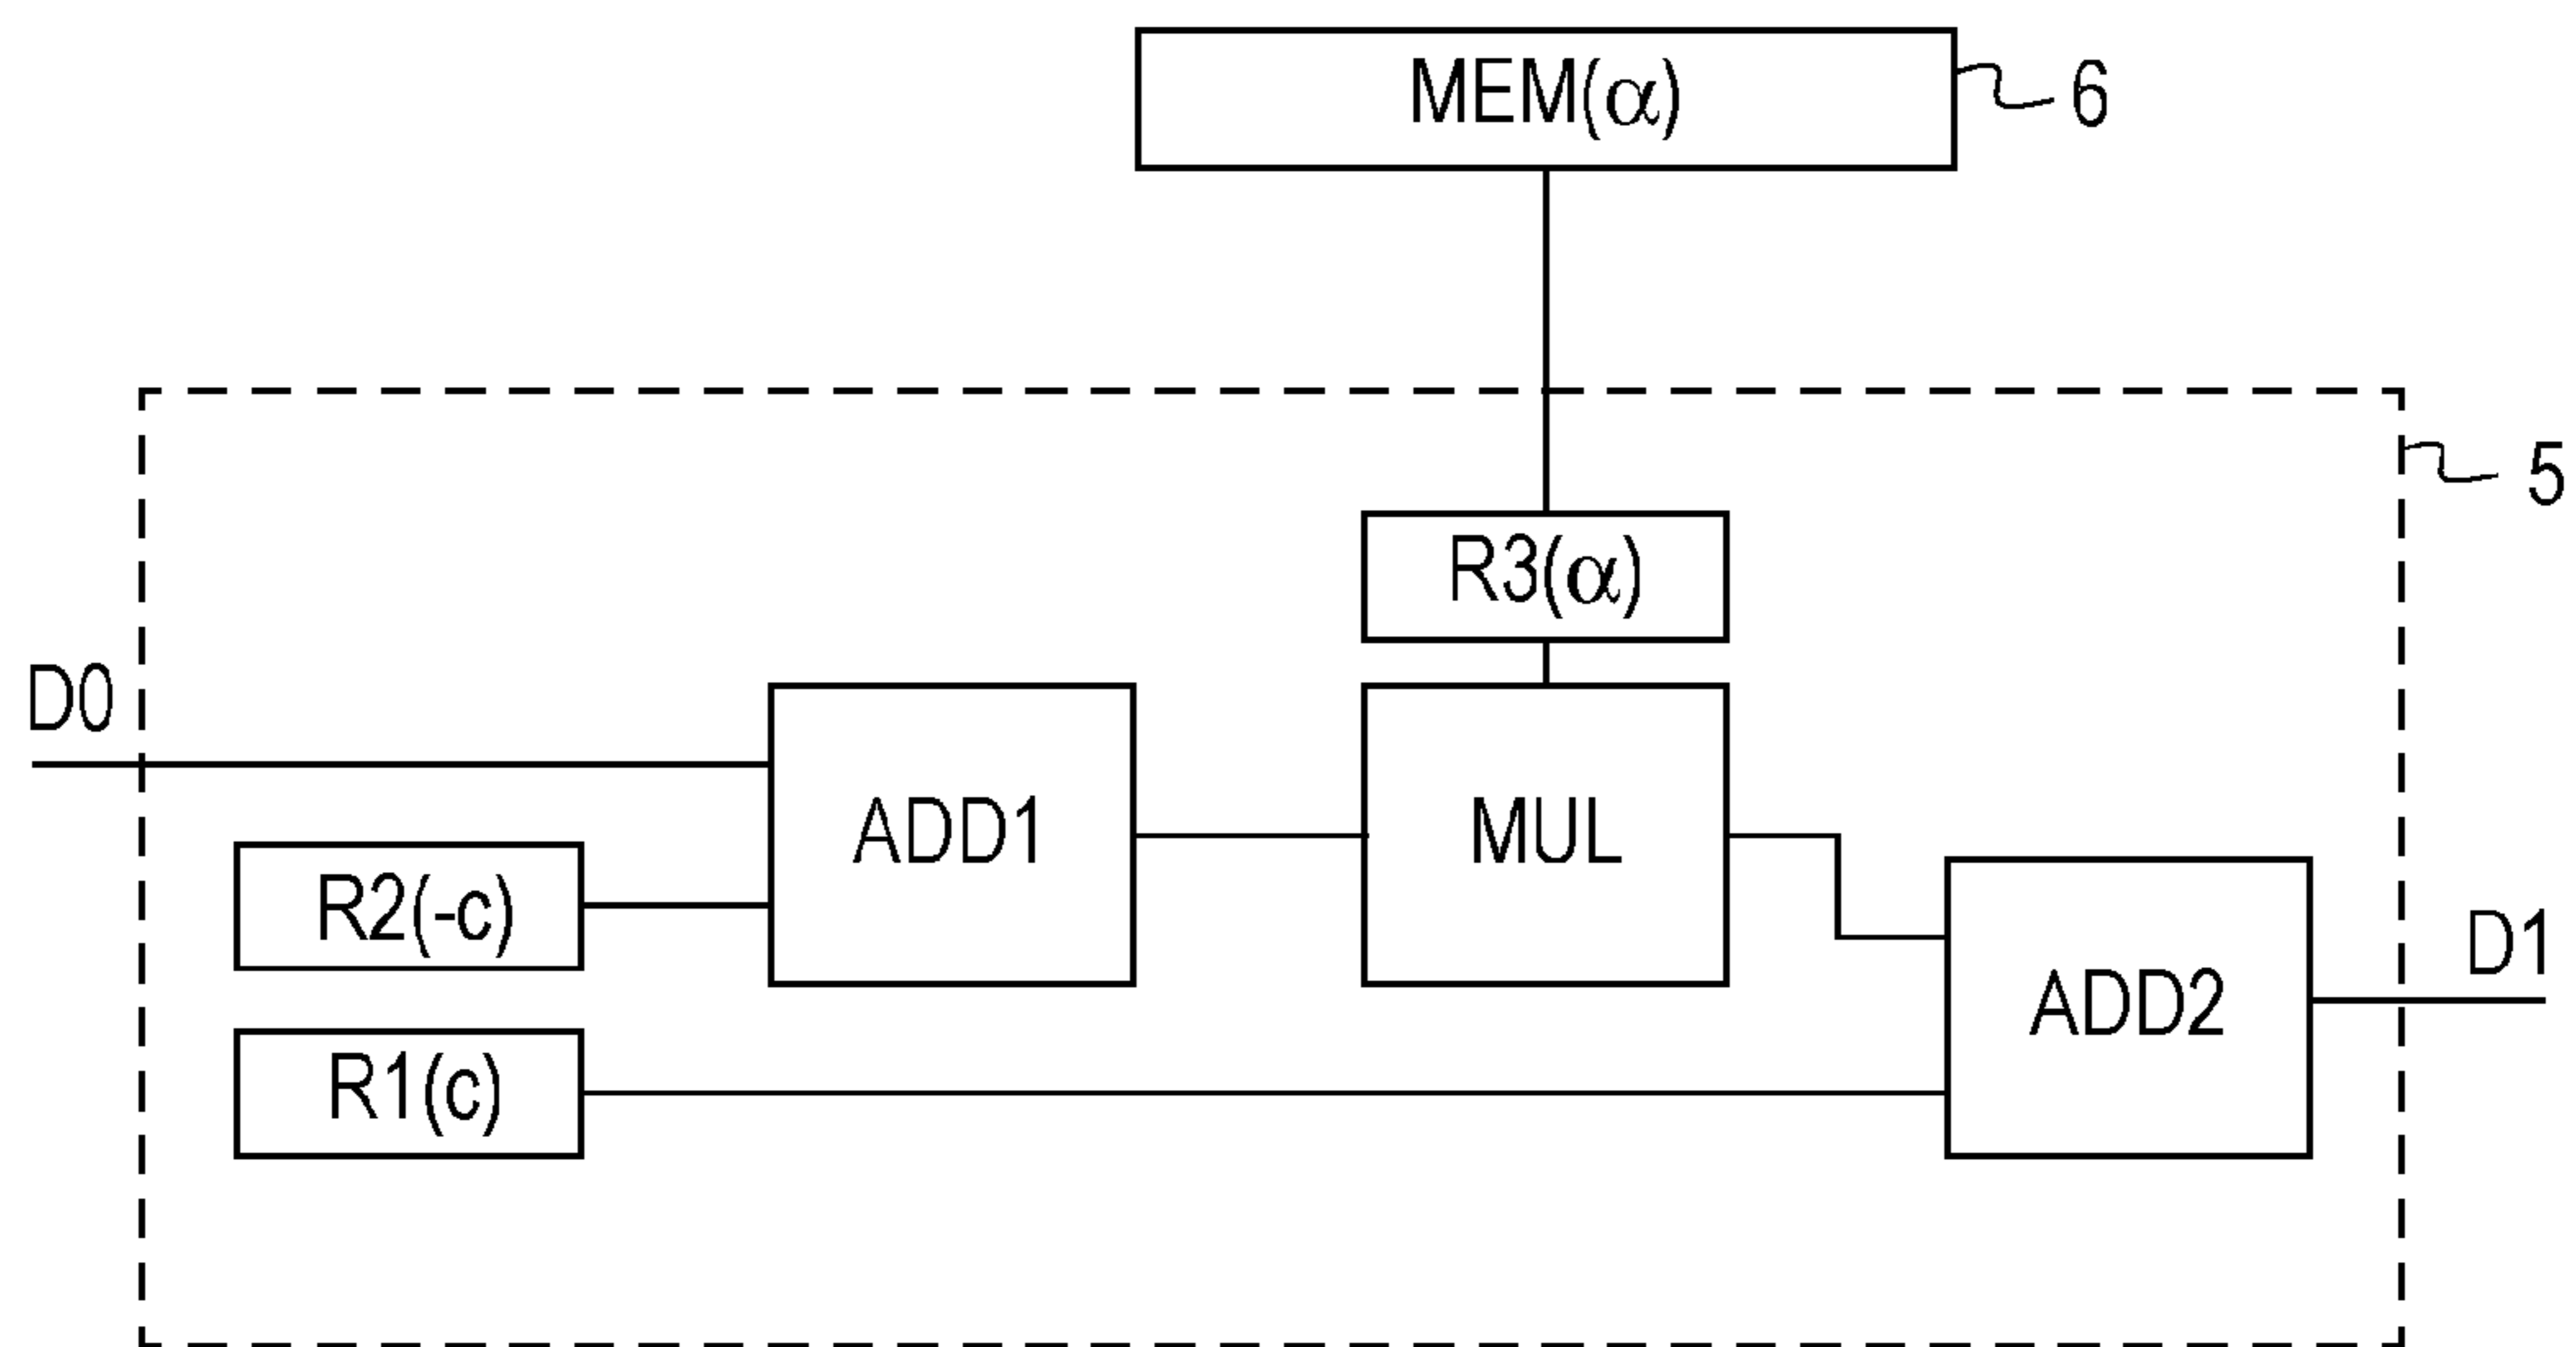 MEM(α)
6
5
R3(α)
D0
ADD1
MUL
R2(-c)
D1
ADD2
R1(c)